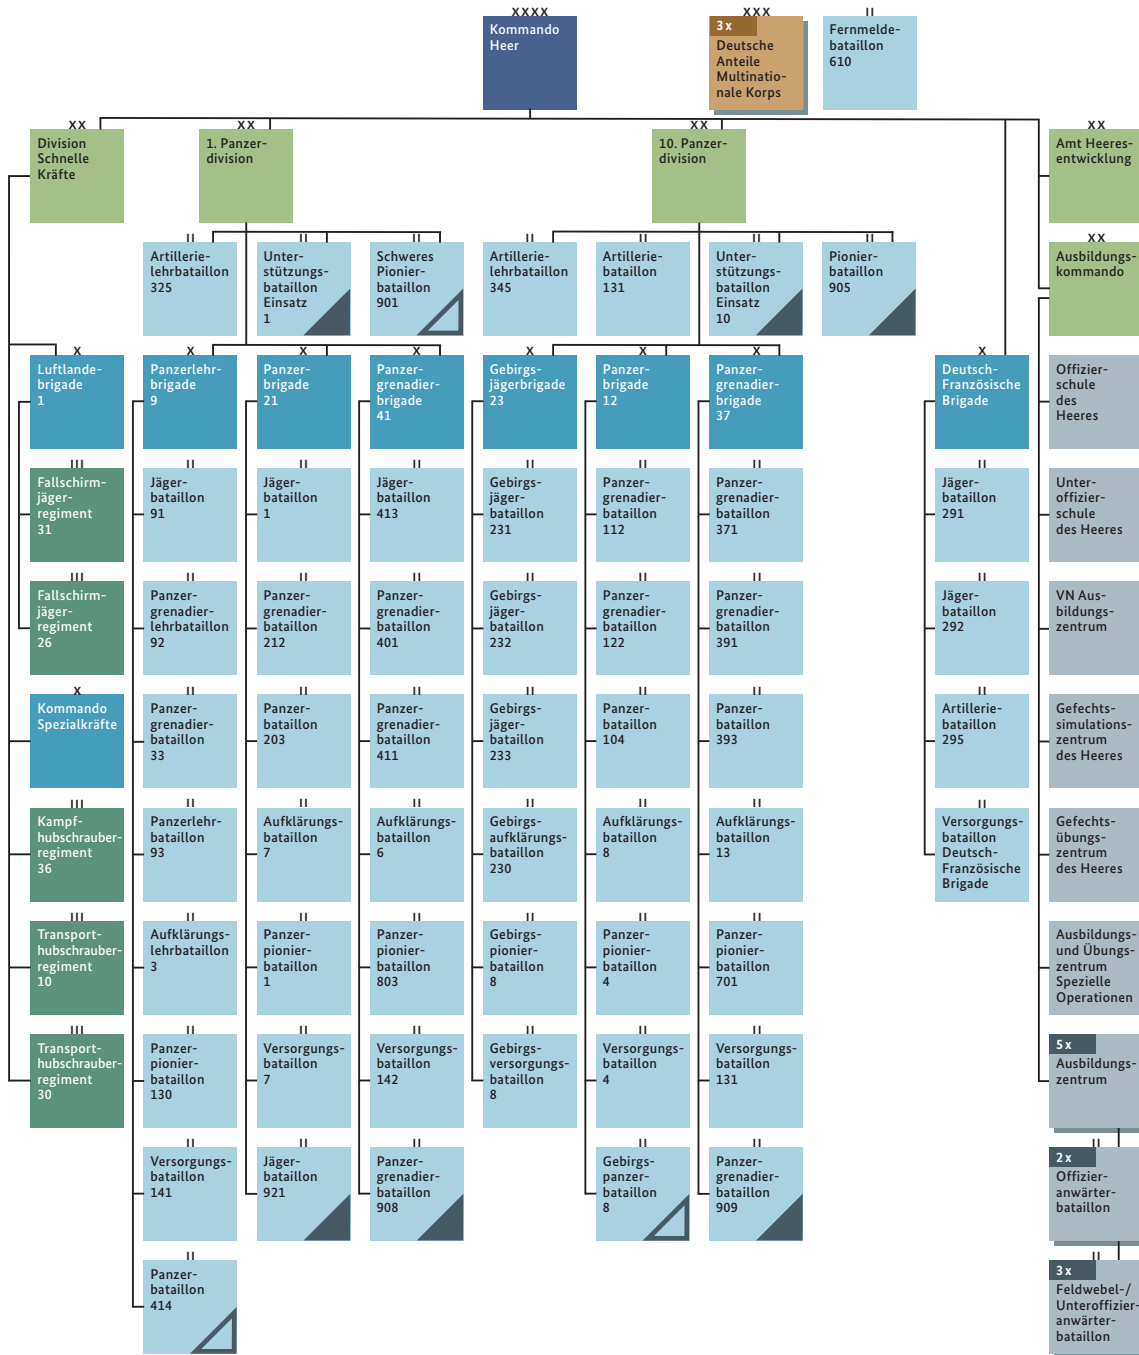 XXXX
Kommando
Heer
XXX
3 x
Deutsche
Anteile
Multinatio-
nale Korps
II
Fernmelde-
bataillon
610
XX
Division
Schnelle
Kräfte
XX
1. Panzer-
division
XX
10. Panzer-
division
XX
Amt Heeres-
entwicklung
II
Artillerie-
lehrbataillon
325
II
Unter-
stützungs-
bataillon
Einsatz
1
II
Schweres
Pionier-
bataillon
901
II
Artillerie-
lehrbataillon
345
II
Artillerie-
bataillon
131
II
Unter-
stützungs-
bataillon
Einsatz
10
II
Pionier-
bataillon
905
XX
Ausbildungs-
kommando
X
Luftlande-
brigade
1
X
Panzerlehr-
brigade
9
X
Panzer-
brigade
21
X
Panzer-
grenadier-
brigade
41
X
Gebirgs-
jägerbrigade
23
X
Panzer-
brigade
12
X
Panzer-
grenadier-
brigade
37
X
Deutsch-
Französische
Brigade
Offizier-
schule
des
Heeres
III
Fallschirm-
jäger-
regiment
31
II
Jäger-
bataillon
91
II
Jäger-
bataillon
1
II
Jäger-
bataillon
413
II
Gebirgs-
jäger-
bataillon
231
II
Panzer-
grenadier-
bataillon
112
II
Panzer-
grenadier-
bataillon
371
II
Jäger-
bataillon
291
Unter-
offizier-
schule
des Heeres
III
Fallschirm-
jäger-
regiment
26
II
Panzer-
grenadier-
lehrbataillon
92
II
Panzer-
grenadier-
bataillon
212
II
Panzer-
grenadier-
bataillon
401
II
Gebirgs-
jäger-
bataillon
232
II
Panzer-
grenadier-
bataillon
122
II
Panzer-
grenadier-
bataillon
391
II
Jäger-
bataillon
292
VN Aus-
bildungs-
zentrum
X
Kommando
Spezialkräfte
II
Panzer-
grenadier-
bataillon
33
II
Panzer-
bataillon
203
II
Panzer-
grenadier-
bataillon
411
II
Gebirgs-
jäger-
bataillon
233
II
Panzer-
bataillon
104
II
Panzer-
bataillon
393
II
Artillerie-
bataillon
295
Gefechts-
simulations-
zentrum
des Heeres
III
Kampf-
hubschrauber-
regiment
36
II
Panzerlehr-
bataillon
93
II
Aufklärungs-
bataillon
7
II
Aufklärungs-
bataillon
6
II
Gebirgs-
aufklärungs-
bataillon
230
II
Aufklärungs-
bataillon
8
II
Aufklärungs-
bataillon
13
II
Versorgungs-
bataillon
Deutsch-
Französische
Brigade
Gefechts-
übungs-
zentrum
des Heeres
III
Transport-
hubschrauber-
regiment
10
II
Aufklärungs-
lehrbataillon
3
II
Panzer-
pionier-
bataillon
1
II
Panzer-
pionier-
bataillon
803
II
Gebirgs-
pionier-
bataillon
8
II
Panzer-
pionier-
bataillon
4
II
Panzer-
pionier-
bataillon
701
Ausbildungs-
und Übungs-
zentrum
Spezielle
Operationen
III
Transport-
hubschrauber-
regiment
30
II
Panzer-
pionier-
bataillon
130
II
Versorgungs-
bataillon
7
II
Versorgungs-
bataillon
142
II
Gebirgs-
versorgungs-
bataillon
8
II
Versorgungs-
bataillon
4
II
Versorgungs-
bataillon
131
5 x
Ausbildungs-
zentrum
II
Versorgungs-
bataillon
141
II
Jäger-
bataillon
921
II
Panzer-
grenadier-
bataillon
908
II
Gebirgs-
panzer-
bataillon
8
II
Panzer-
grenadier-
bataillon
909
II
2 x
Offizier-
anwärter-
bataillon
II
Panzer-
bataillon
414
II
3 x
Feldwebel-/
Unteroffizier-
anwärter-
bataillon